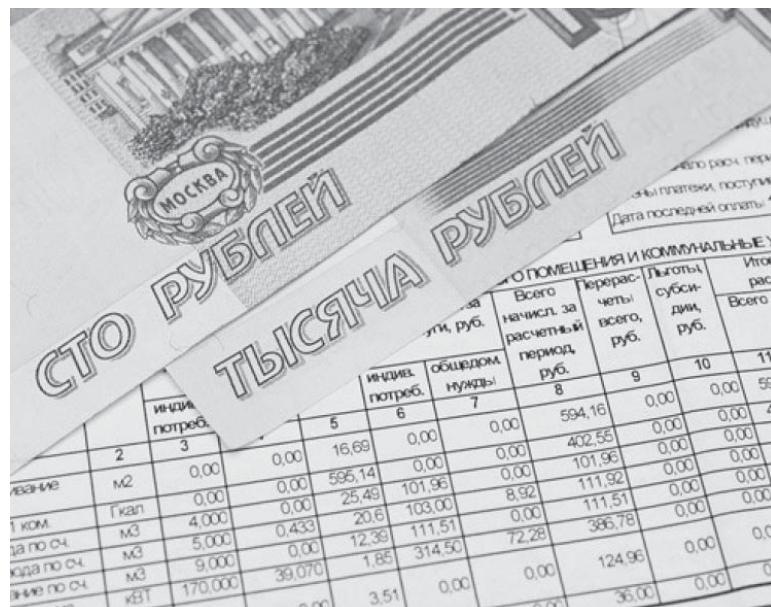 МОСКВА
СТО РУБЛЕЙ
ТЫСЯЧА РУБЛЕЙ
расч. пери
платежи, поступи
Дата последней оплаты
ПОМЕЩЕНИЯ И КОММУНАЛЬНЫЕ У
за
руб.
Всего начисл. за расчетный период, руб.
Перерас-четы всего, руб.
Льготы, субси-дии, руб.
Всего
потреб.
индив. потреб.
общедом. нужды
2 3 5 6 7 8 9 10 11
м2 0,00 0,00 16,69 0,00 0,00 594,16 0,00 0,00
Гкал 0,00 0,00 595,14 0,00 0,00 402,55 0,00 0,00
ком. м3 4,000 0,00 25,49 101,96 0,00 101,96 0,00 0,00
по сч. м3 5,000 0,433 20,6 103,00 8,92 111,92 0,00 0,00
по сч. м3 9,000 0,00 12,39 111,51 0,00 111,51 0,00 0,00
по сч. кВт 170,000 39,070 1,85 314,50 72,28 386,78 0,00 0,00
3,51 0,00 0,00 124,96 0,00
36,00